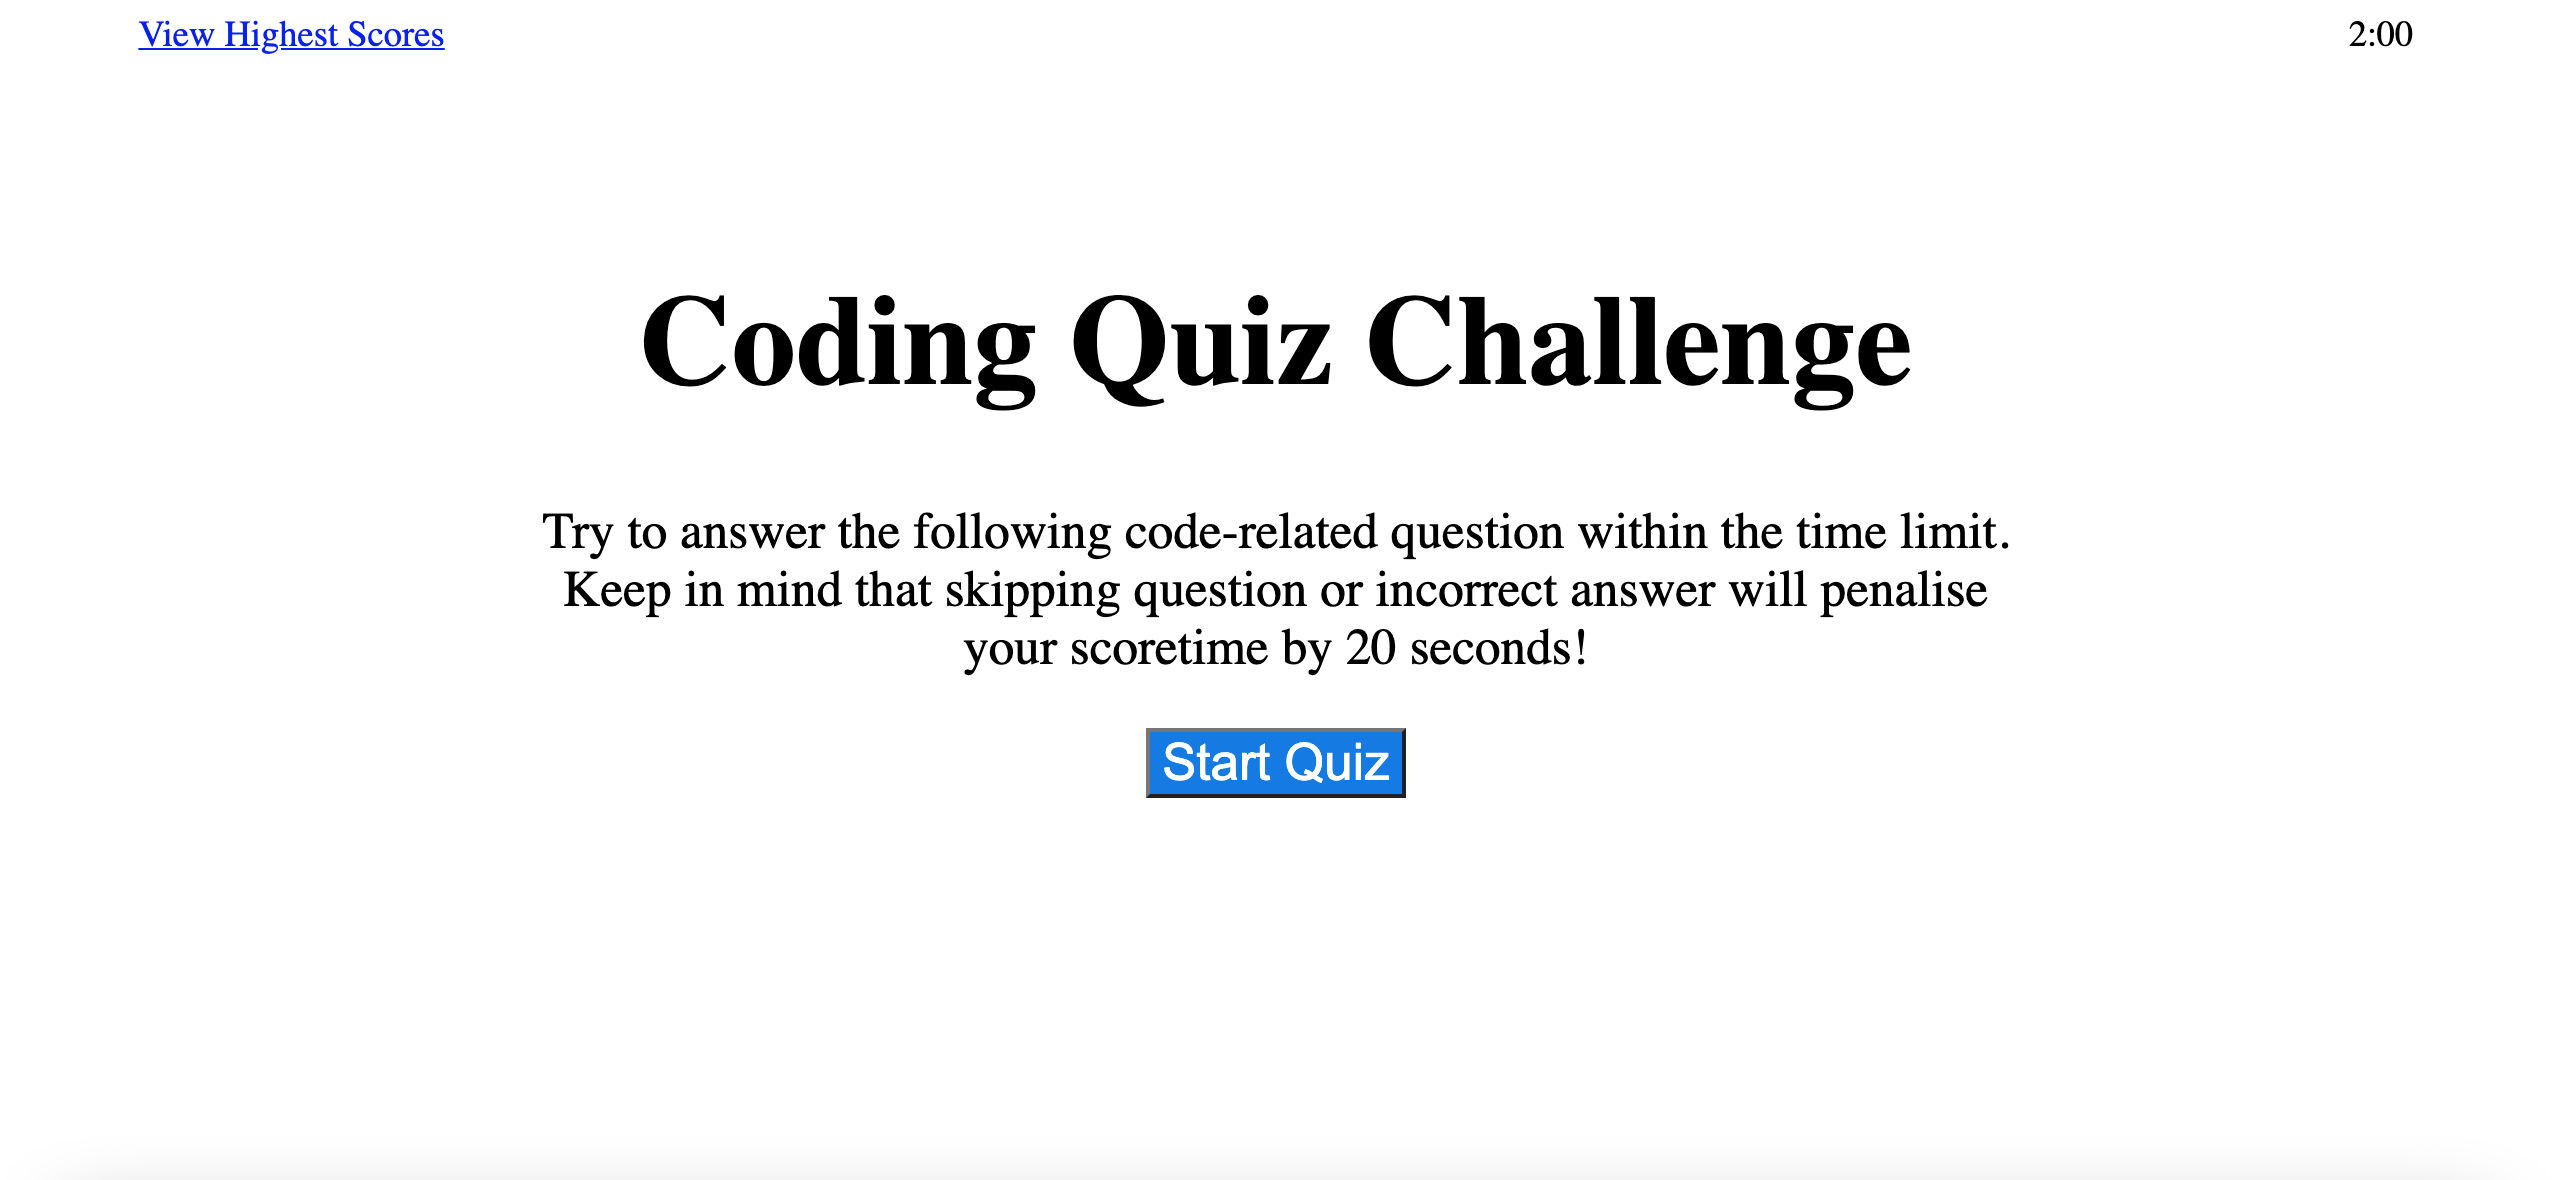 View Highest Scores
2:00
Coding Quiz Challenge
Try to answer the following code-related question within the time limit.
Keep in mind that skipping question or incorrect answer will penalise
your scoretime by 20 seconds!
Start Quiz